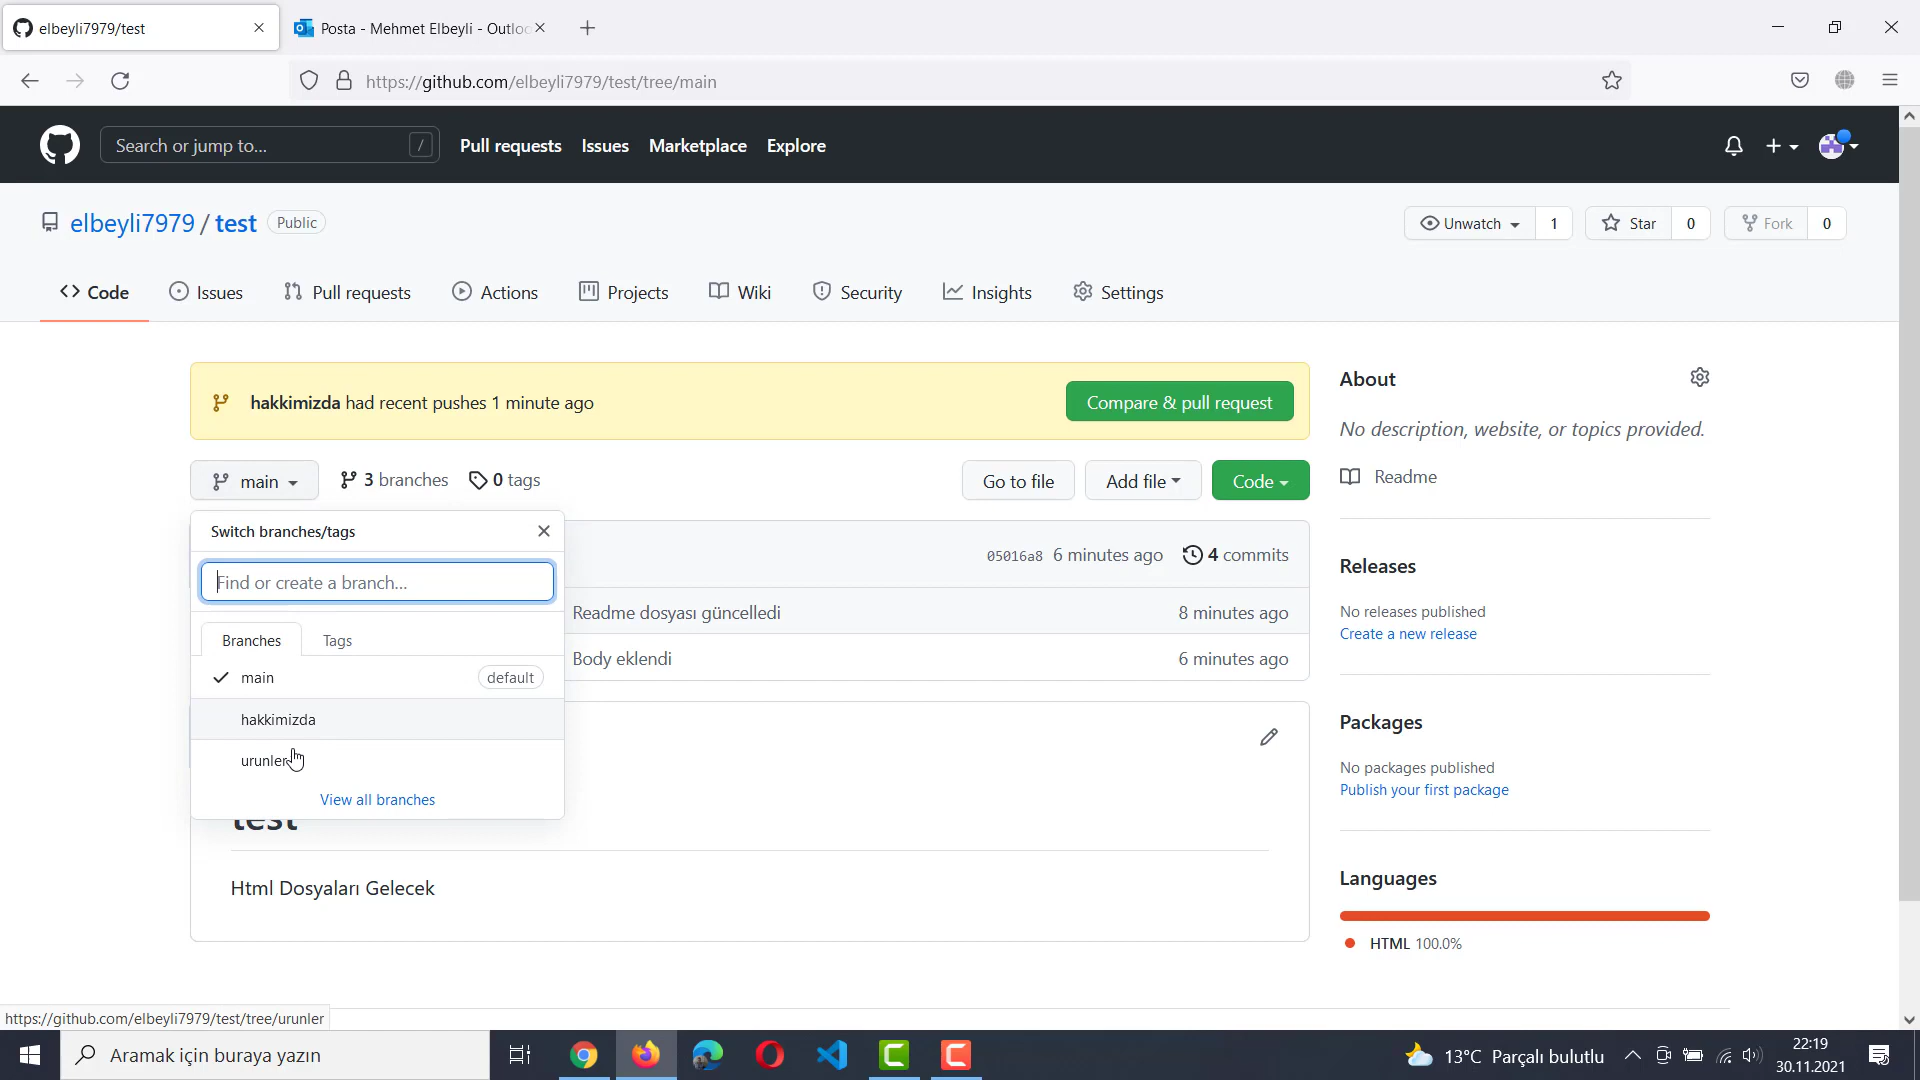 elbeyli7979/test
Posta - Mehmet Elbeyli - Outlo
https://github.com/elbeyli7979/test/tree/main
Search or jump to...
/
Pull requests
Issues
Marketplace
Explore
elbeyli7979 / test
Public
Unwatch
1
Star
0
Fork
0
Code
Issues
Pull requests
Actions
Projects
Wiki
Security
Insights
Settings
hakkimizda had recent pushes 1 minute ago
Compare & pull request
main
3 branches
0 tags
Go to file
Add file
Code
Switch branches/tags
Find or create a branch...
Branches
Tags
main
default
hakkimizda
urunler
View all branches
05016a8 6 minutes ago
4 commits
Readme dosyası güncelledi
8 minutes ago
Body eklendi
6 minutes ago
test
Html Dosyaları Gelecek
About
No description, website, or topics provided.
Readme
Releases
No releases published
Create a new release
Packages
No packages published
Publish your first package
Languages
HTML 100.0%
https://github.com/elbeyli7979/test/tree/urunler
Aramak için buraya yazın
13°C Parçalı bulutlu
22:19
30.11.2021